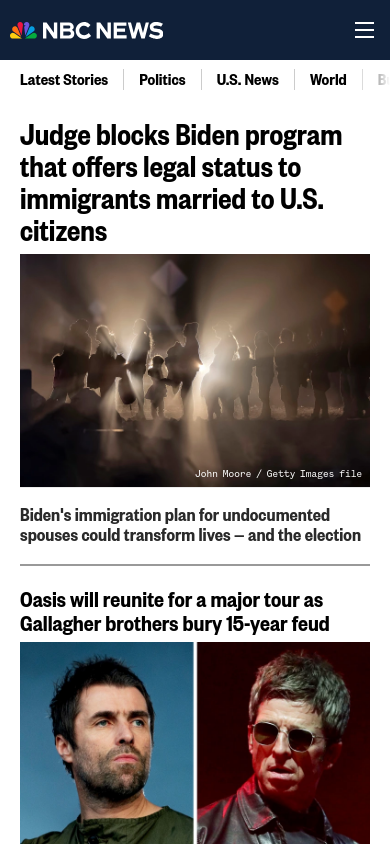 NBC NEWS
Latest Stories
Politics
U.S. News
World
Judge blocks Biden program
that offers legal status to
immigrants married to U.S.
citizens
John Moore / Getty Images file
Biden's immigration plan for undocumented
spouses could transform lives — and the election
Oasis will reunite for a major tour as
Gallagher brothers bury 15-year feud